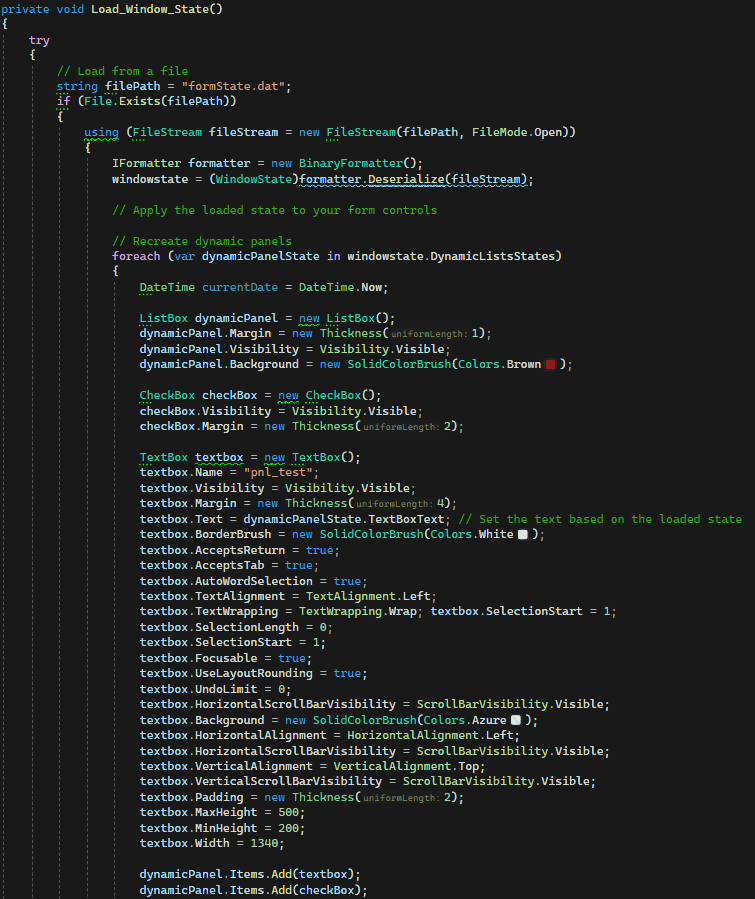 private void Load_Window_State()
{
try
{
// Load from a file
string filePath = "formState.dat";
if (File.Exists(filePath))
{
using (FileStream fileStream = new FileStream(filePath, FileMode.Open))
{
IFormatter formatter = new BinaryFormatter();
windowstate = (WindowState)formatter.Deserialize(fileStream);
// Apply the loaded state to your form controls
// Recreate dynamic panels
foreach (var dynamicPanelState in windowstate.DynamicListsStates)
{
DateTime currentDate = DateTime.Now;
ListBox dynamicPanel = new ListBox();
dynamicPanel.Margin = new Thickness(uniformLength: 1);
dynamicPanel.Visibility = Visibility.Visible;
dynamicPanel.Background = new SolidColorBrush(Colors.Brown);
CheckBox checkBox = new CheckBox();
checkBox.Visibility = Visibility.Visible;
checkBox.Margin = new Thickness(uniformLength: 2);
TextBox textbox = new TextBox();
textbox.Name = "pnl_test";
textbox.Visibility = Visibility.Visible;
textbox.Margin = new Thickness(uniformLength: 4);
textbox.Text = dynamicPanelState.TextBoxText; // Set the text based on the loaded state
textbox.BorderBrush = new SolidColorBrush(Colors.White);
textbox.AcceptsReturn = true;
textbox.AcceptsTab = true;
textbox.AutoWordSelection = true;
textbox.TextAlignment = TextAlignment.Left;
textbox.TextWrapping = TextWrapping.Wrap; textbox.SelectionStart = 1;
textbox.SelectionLength = 0;
textbox.SelectionStart = 1;
textbox.Focusable = true;
textbox.UseLayoutRounding = true;
textbox.UndoLimit = 0;
textbox.HorizontalScrollBarVisibility = ScrollBarVisibility.Visible;
textbox.Background = new SolidColorBrush(Colors.Azure);
textbox.HorizontalAlignment = HorizontalAlignment.Left;
textbox.HorizontalScrollBarVisibility = ScrollBarVisibility.Visible;
textbox.VerticalAlignment = VerticalAlignment.Top;
textbox.VerticalScrollBarVisibility = ScrollBarVisibility.Visible;
textbox.Padding = new Thickness(uniformLength: 2);
textbox.MaxHeight = 500;
textbox.MinHeight = 200;
textbox.Width = 1340;
dynamicPanel.Items.Add(textbox);
dynamicPanel.Items.Add(checkBox);